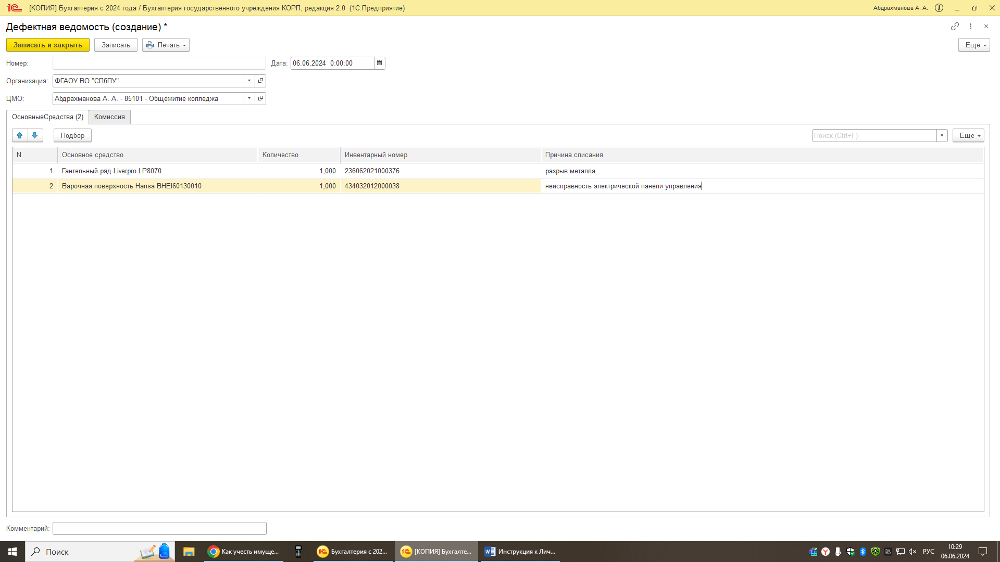 [КОПИЯ] Бухгалтерия с 2024 года / Бухгалтерия государственного учреждения КОРП, редакция 2.0 (1С:Предприятие)
Абдрахманова А. А.
Дефектная ведомость (создание) *
Записать и закрыть
Записать
Печать
Еще
Номер:
Дата: 06.06.2024 0:00:00
Организация: ФГАОУ ВО "СПбПУ"
ЦМО: Абдрахманова А. А. - 85101 - Общежитие колледжа
ОсновныеСредства (2)
Комиссия
Подбор
Поиск (Ctrl+F)
×
Еще
N Основное средство Количество Инвентарный номер Причина списания
1 Гантельный ряд Liverpro LP8070 1,000 236062021000376 разрыв металла
2 Варочная поверхность Hansa BHEI60130010 1,000 434032012000038 неисправность электрической панели управления
Комментарий:
Поиск
Как учесть имуще...
Бухгалтерия с 202...
[КОПИЯ] Бухгалте...
Инструкция к Лич...
РУС
10:29
06.06.2024